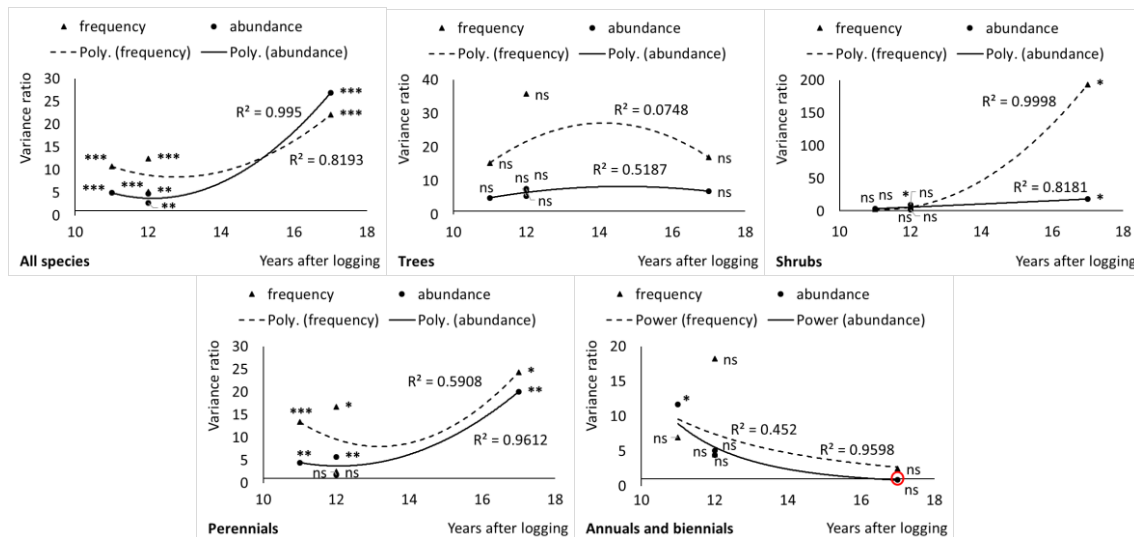 frequency abundance
Poly. (frequency) Poly. (abundance)
Variance ratio
30
25
20
15
10
5
0
R² = 0.995
R² = 0.8193
***
***
***
***
***
***
**
**
10 12 14 16 18
All species Years after logging
frequency abundance
Poly. (frequency) Poly. (abundance)
Variance ratio
40
30
20
10
0
ns
R² = 0.0748
ns
ns
ns ns
R² = 0.5187
ns
ns
ns
10 12 14 16 18
Trees Years after logging
frequency abundance
Poly. (frequency) Poly. (abundance)
Variance ratio
200
150
100
50
0
R² = 0.9998
*
R² = 0.8181
*
ns ns * ns
ns ns
10 12 14 16 18
Shrubs Years after logging
frequency abundance
Poly. (frequency) Poly. (abundance)
Variance ratio
30
25
20
15
10
5
0
R² = 0.5908
*
**
***
*
R² = 0.9612
**
**
ns ns
10 12 14 16 18
Perennials Years after logging
frequency abundance
Power (frequency) Power (abundance)
Variance ratio
20
15
10
5
0
ns
*
R² = 0.452
ns
ns
ns
ns
R² = 0.9598
ns
ns
10 12 14 16 18
Annuals and biennials Years after logging